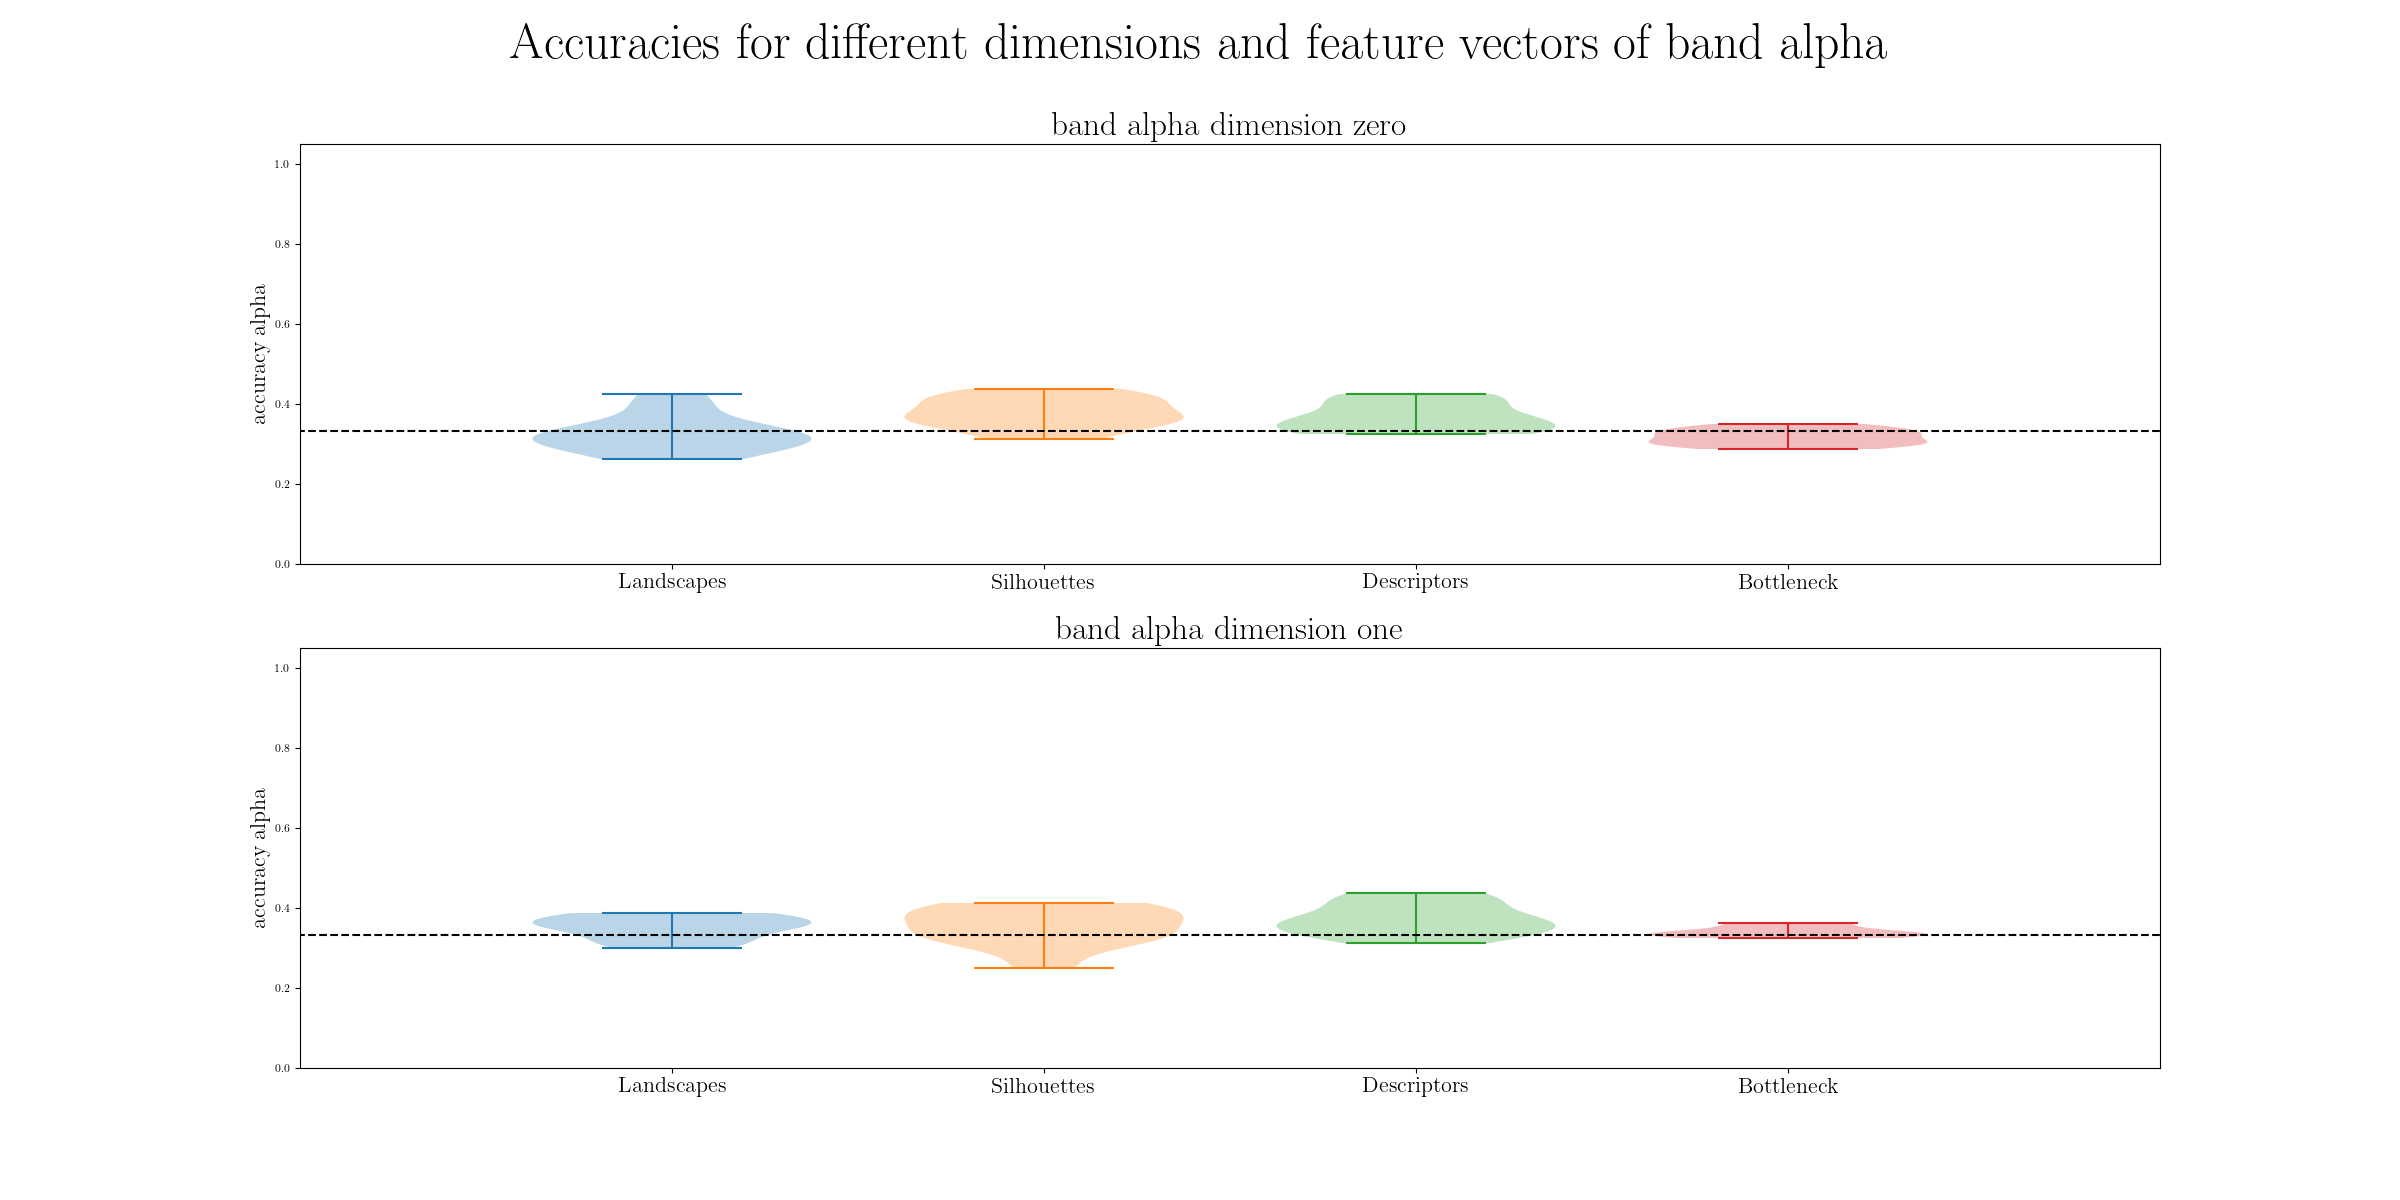 Accuracies for different dimensions and feature vectors of band alpha
band alpha dimension zero
1.0
0.8
0.6
0.4
0.2
0.0
accuracy alpha
Landscapes Silhouettes Descriptors Bottleneck
band alpha dimension one
1.0
0.8
0.6
0.4
0.2
0.0
accuracy alpha
Landscapes Silhouettes Descriptors Bottleneck